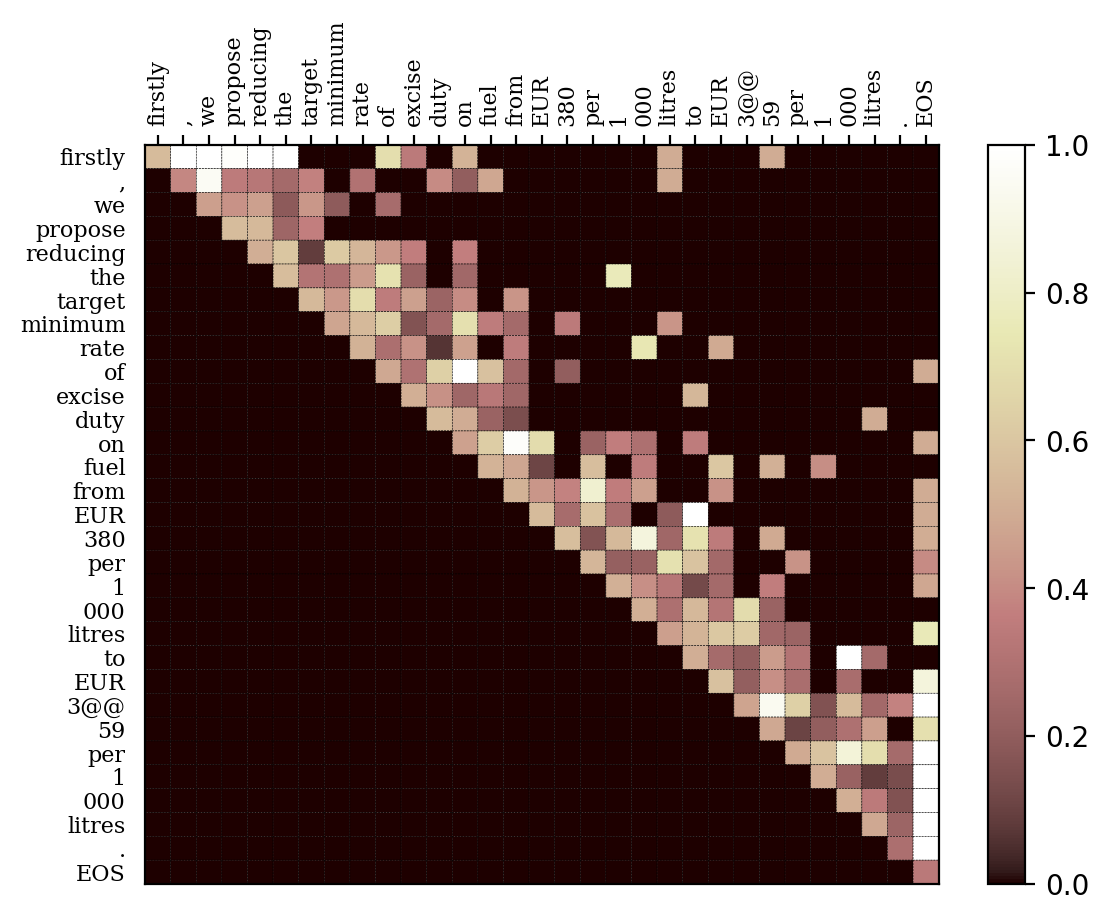 firstly , we propose reducing the target minimum rate of excise duty on fuel from EUR 380 per 1 000 litres to EUR 3@@ 59 per 1 000 litres . EOS
firstly
,
we
propose
reducing
the
target
minimum
rate
of
excise
duty
on
fuel
from
EUR
380
per
1
000
litres
to
EUR
3@@
59
per
1
000
litres
.
EOS
1.0
0.8
0.6
0.4
0.2
0.0